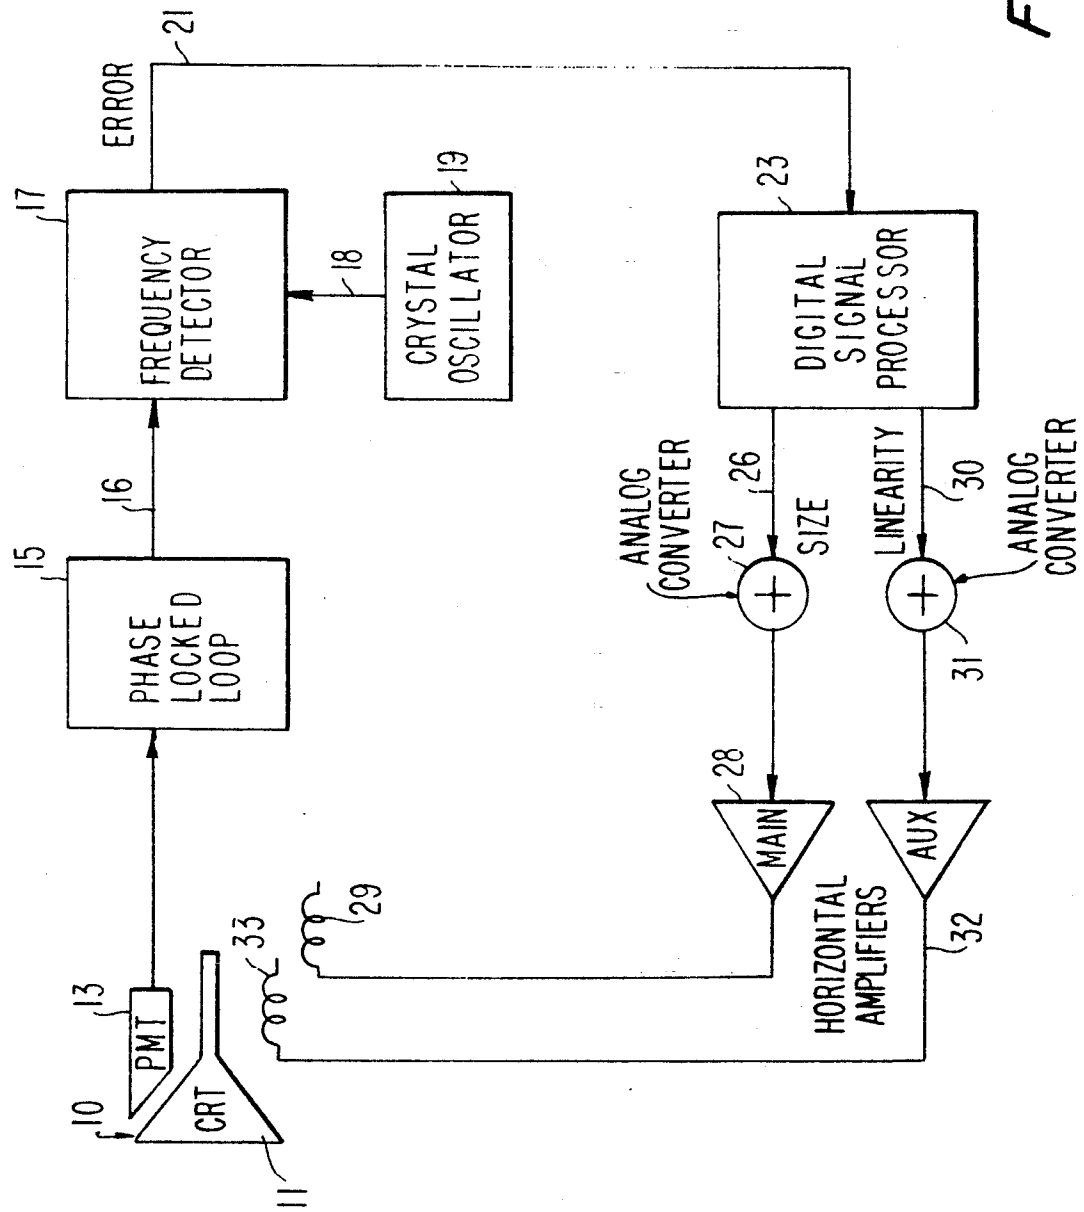 10
13
PMT
CRT
11
15
PHASE
LOCKED
LOOP
16
17
FREQUENCY
DETECTOR
18
CRYSTAL
OSCILLATOR
19
ERROR
21
33
29
23
DIGITAL
SIGNAL
PROCESSOR
26
SIZE
ANALOG
CONVERTER
27
28
MAIN
LINEARITY
30
ANALOG
CONVERTER
31
AUX
HORIZONTAL
AMPLIFIERS
32
F